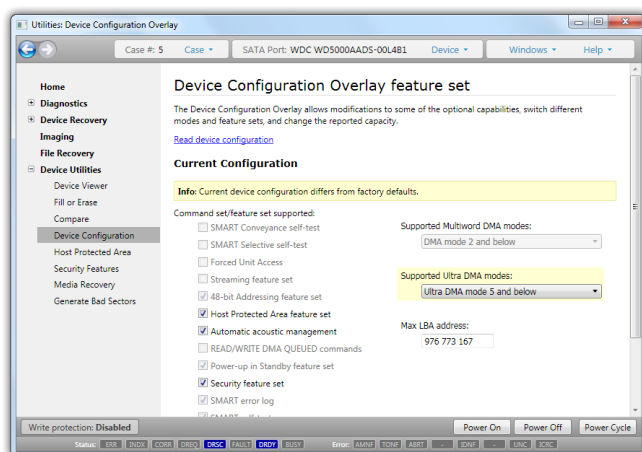 Utilities: Device Configuration Overlay
Case #: 5 Case SATA Port: WDC WD5000AADS-00L4B1 Device Windows Help
Home
Diagnostics
Device Recovery
Imaging
File Recovery
Device Utilities
Device Viewer
Fill or Erase
Compare
Device Configuration
Host Protected Area
Security Features
Media Recovery
Generate Bad Sectors
Device Configuration Overlay feature set
The Device Configuration Overlay allows modifications to some of the optional capabilities, switch different
modes and feature sets, and change the reported capacity.
Read device configuration
Current Configuration
Info: Current device configuration differs from factory defaults.
Command set/feature set supported:
SMART Conveyance self-test
SMART Selective self-test
Forced Unit Access
Streaming feature set
48-bit Addressing feature set
Host Protected Area feature set
Automatic acoustic management
READ/WRITE DMA QUEUED commands
Power-up in Standby feature set
Security feature set
SMART error log
Supported Multiword DMA modes:
DMA mode 2 and below
Supported Ultra DMA modes:
Ultra DMA mode 5 and below
Max LBA address:
976 773 167
Write protection: Disabled Power On Power Off Power Cycle
Status: ERR INDX CORR DREQ DRSC FAULT DRDY BUSY Error: AMNF TONF ABRT - IDNF - UNC ICRC